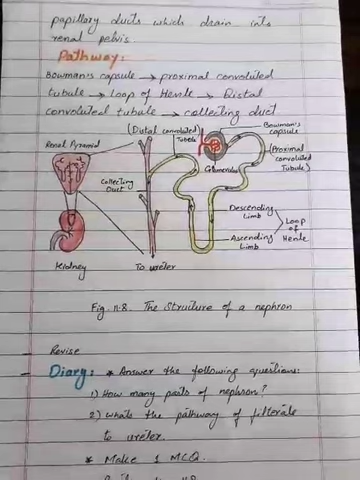 papillary ducts which drain into
renal pelvis
Pathway:
Bowman's capsule → proximal convoluted
tubule → Loop of Henle → Distal
convoluted tubule → collecting duct
Renal Pyramid
(Distal convoluted)
Tubule
Bowman's
capsule
Glomerulus
(Proximal
convoluted
Tubule)
Collecting
Duct
Descending
Limb
Loop
of
Henle
Ascending
Limb
Kidney
To ureter
Fig. 11.8. The Structure of a nephron
Revise
Diary: * Answer the following questions:
1) How many parts of nephron?
2) Whats the pathway of filterate
to ureter.
* Make 1 MCQ.